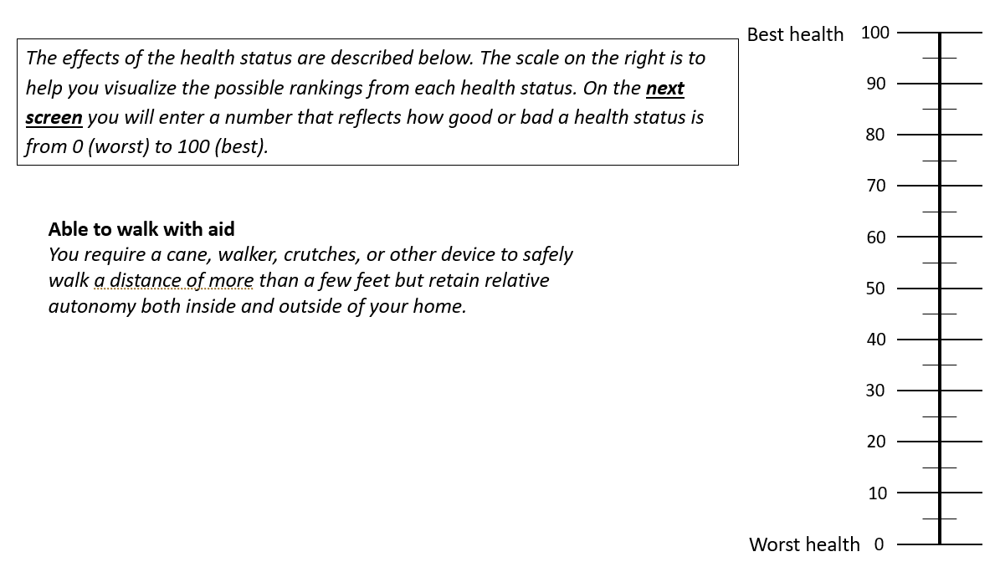 The effects of the health status are described below. The scale on the right is to
help you visualize the possible rankings from each health status. On the next
screen you will enter a number that reflects how good or bad a health status is
from 0 (worst) to 100 (best).
Able to walk with aid
You require a cane, walker, crutches, or other device to safely
walk a distance of more than a few feet but retain relative
autonomy both inside and outside of your home.
Best health 100
90
80
70
60
50
40
30
20
10
Worst health 0